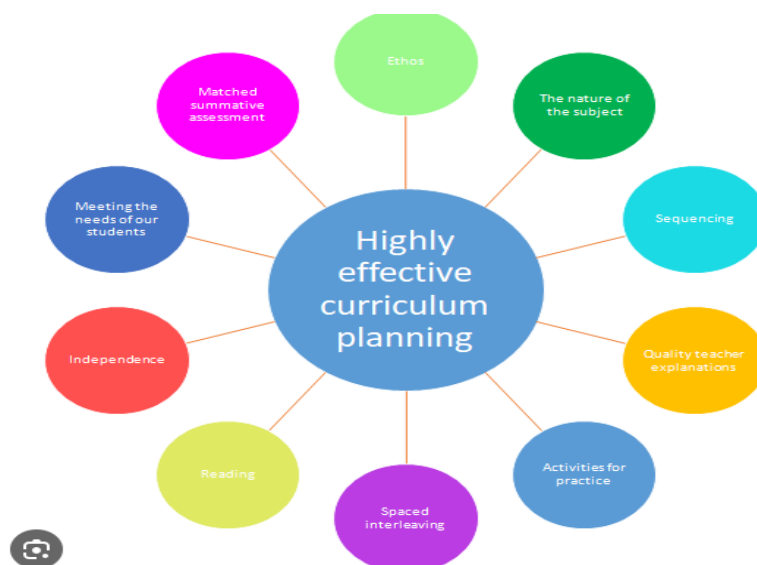 Ethos
The nature of
the subject
Sequencing
Quality teacher
explanations
Activities for
practice
Spaced
interleaving
Reading
Independence
Meeting the
needs of our
students
Matched
summative
assessment
Highly
effective
curriculum
planning